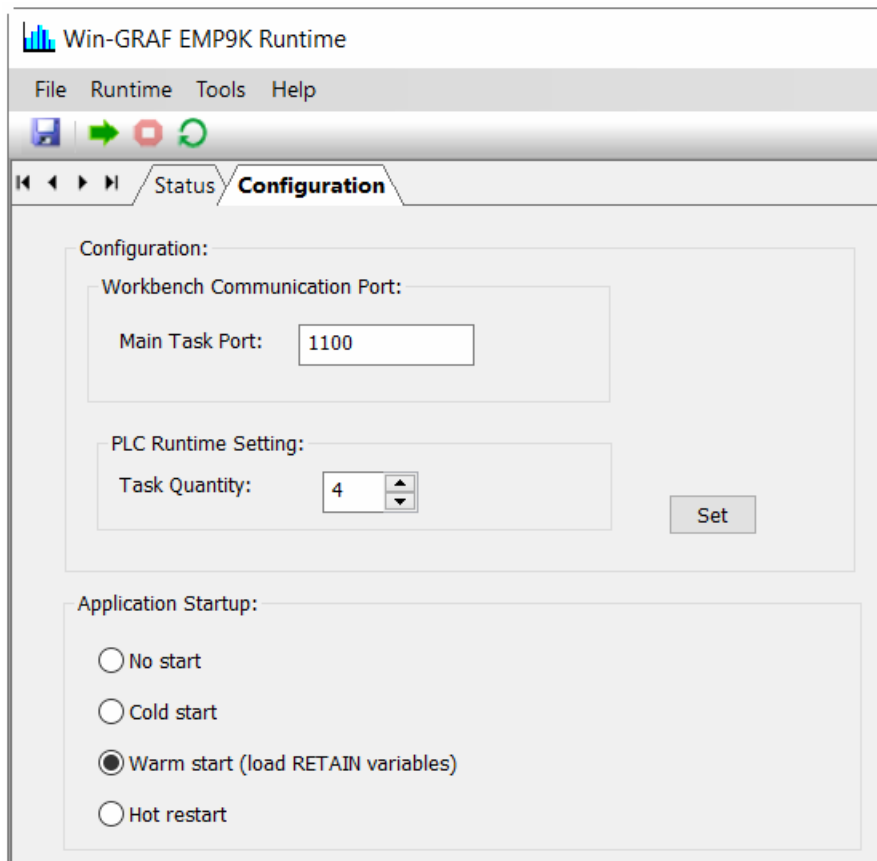 Win-GRAF EMP9K Runtime
File Runtime Tools Help
Status Configuration
Configuration:
Workbench Communication Port:
Main Task Port: 1100
PLC Runtime Setting:
Task Quantity: 4
Set
Application Startup:
No start
Cold start
Warm start (load RETAIN variables)
Hot restart